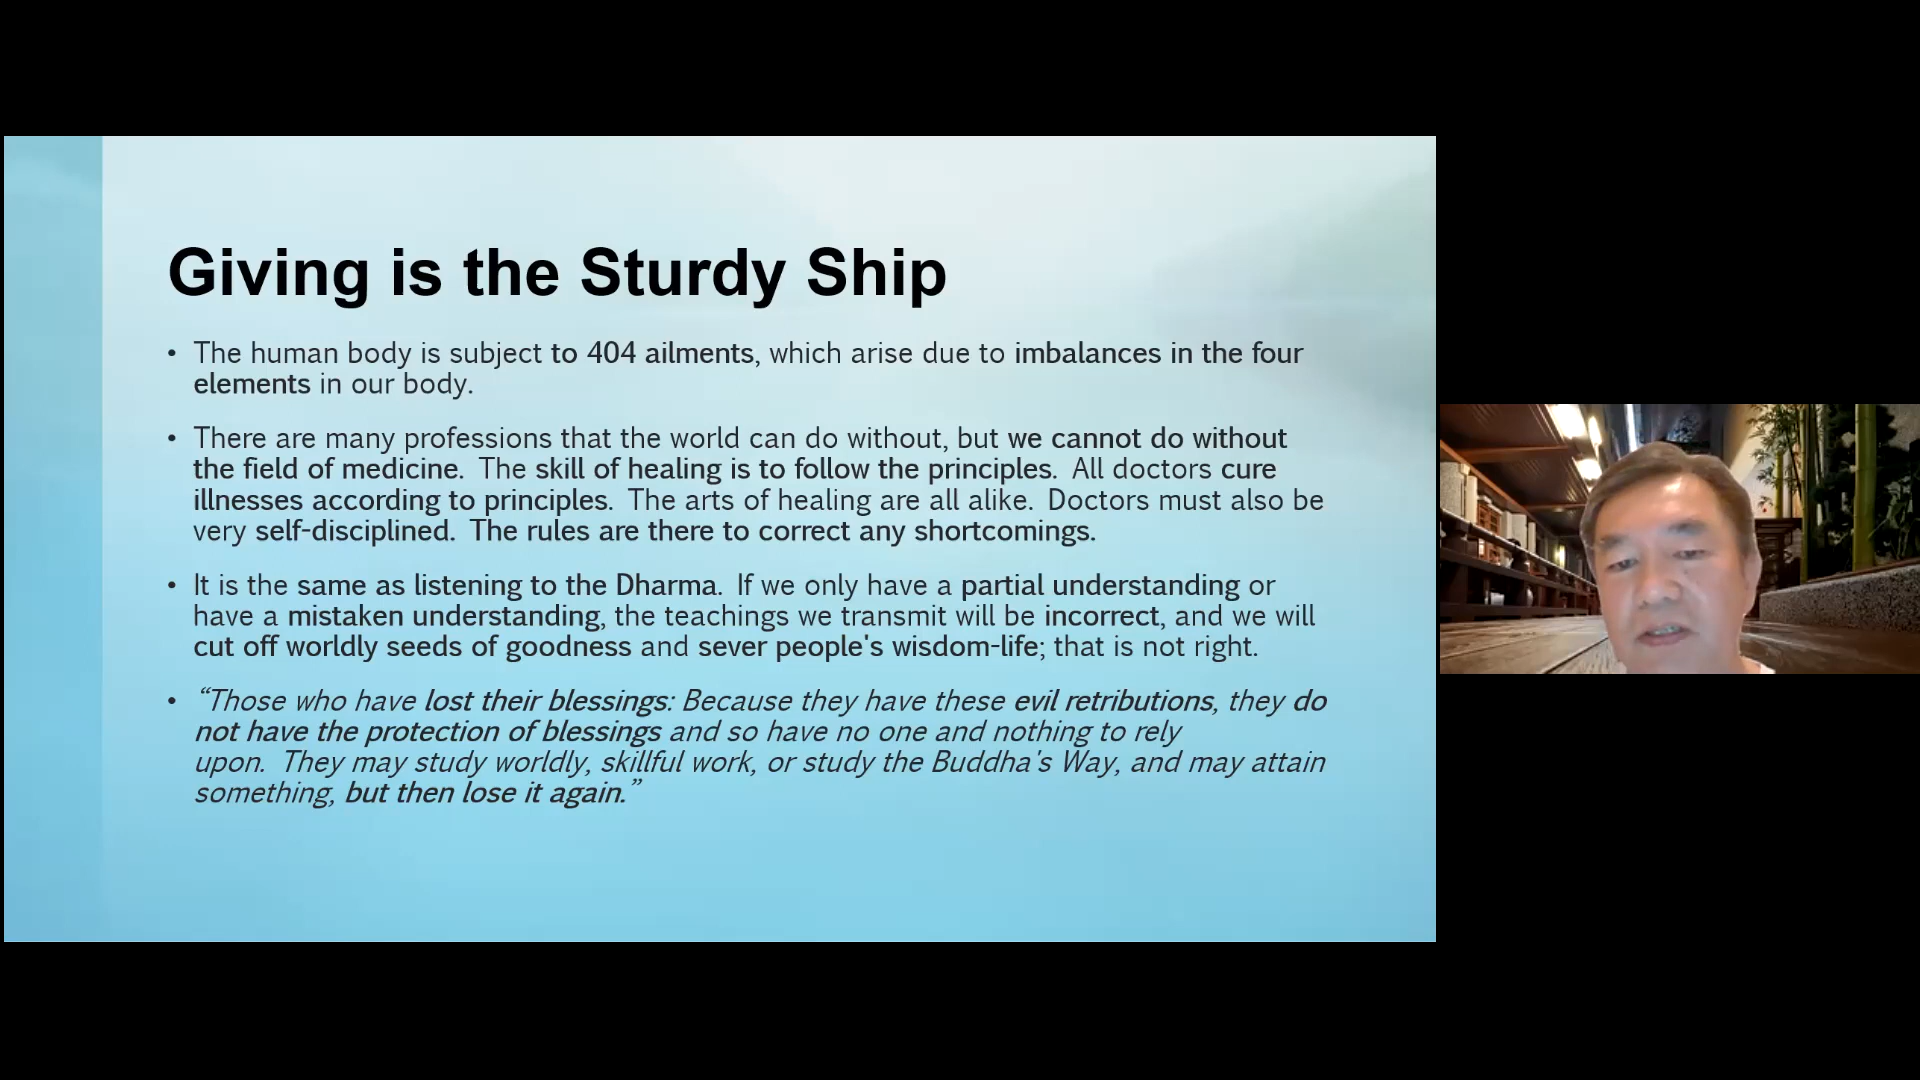 Giving is the Sturdy Ship
• The human body is subject to 404 ailments, which arise due to imbalances in the four
elements in our body.
• There are many professions that the world can do without, but we cannot do without
the field of medicine. The skill of healing is to follow the principles. All doctors cure
illnesses according to principles. The arts of healing are all alike. Doctors must also be
very self-disciplined. The rules are there to correct any shortcomings.
• It is the same as listening to the Dharma. If we only have a partial understanding or
have a mistaken understanding, the teachings we transmit will be incorrect, and we will
cut off worldly seeds of goodness and sever people's wisdom-life; that is not right.
• “Those who have lost their blessings: Because they have these evil retributions, they do
not have the protection of blessings and so have no one and nothing to rely
upon. They may study worldly, skillful work, or study the Buddha's Way, and may attain
something, but then lose it again.”